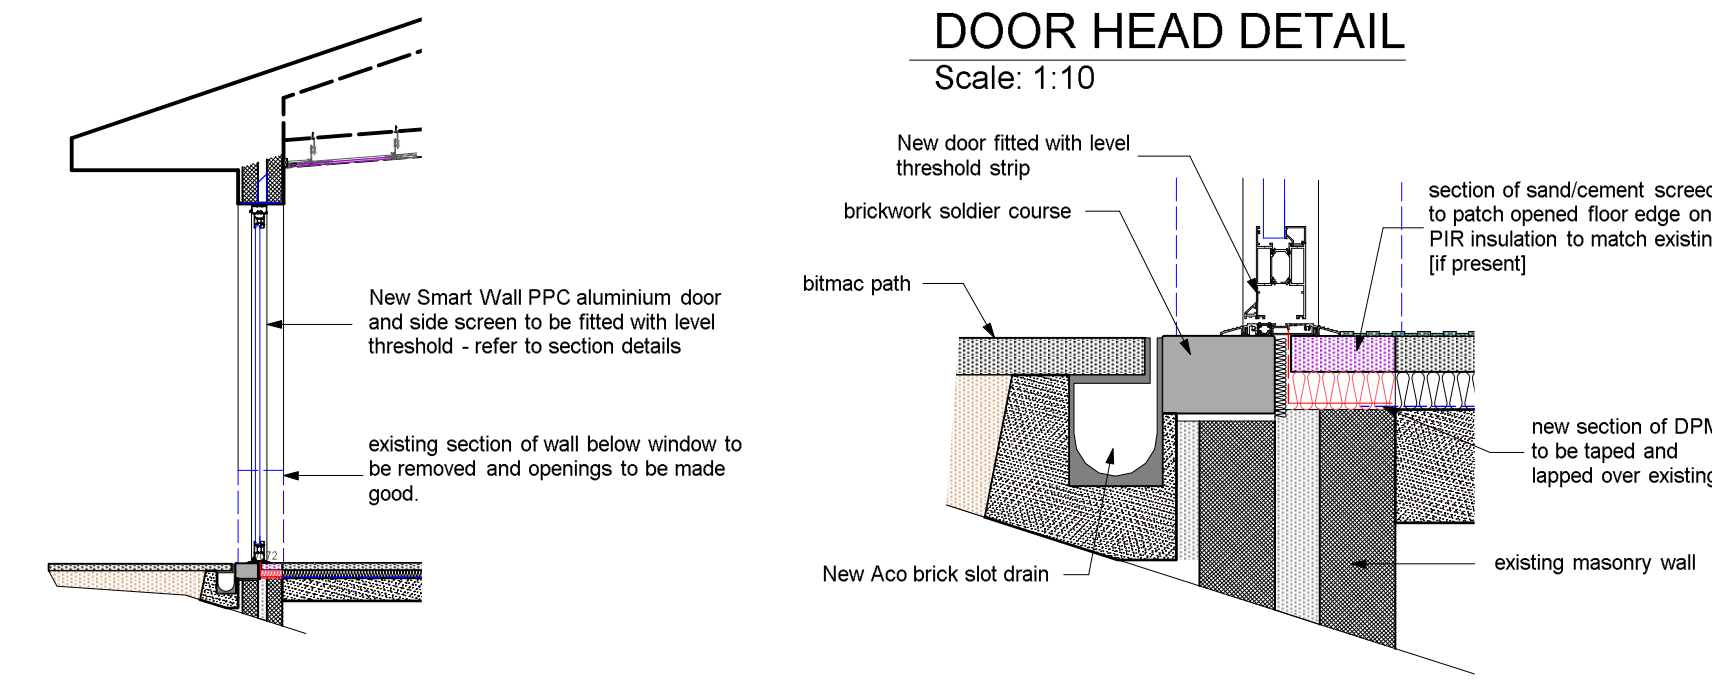 DOOR HEAD DETAIL
Scale: 1:10
New door fitted with level
threshold strip
brickwork soldier course
bitmac path
section of sand/cement screed
to patch opened floor edge on
PIR insulation to match existin
[if present]
New Smart Wall PPC aluminium door
and side screen to be fitted with level
threshold - refer to section details
existing section of wall below window to
be removed and openings to be made
good.
new section of DPM
to be taped and
lapped over existing
72
existing masonry wall
New Aco brick slot drain